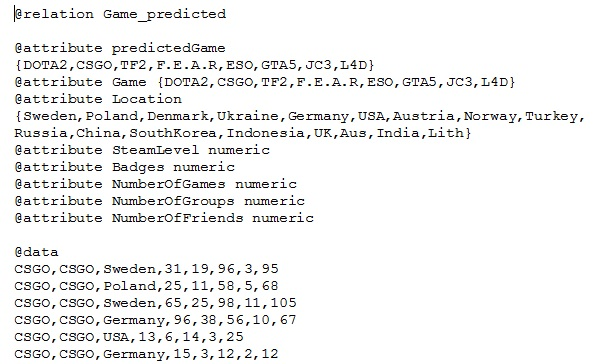 @relation Game_predicted
@attribute predictedGame
{DOTA2,CSGO,TF2,F.E.A.R,ESO,GTA5,JC3,L4D}
@attribute Game {DOTA2,CSGO,TF2,F.E.A.R,ESO,GTA5,JC3,L4D}
@attribute Location
{Sweden,Poland,Denmark,Ukraine,Germany,USA,Austria,Norway,Turkey,
Russia,China,SouthKorea,Indonesia,UK,Aus,India,Lith}
@attribute SteamLevel numeric
@attribute Badges numeric
@attribute NumberOfGames numeric
@attribute NumberOfGroups numeric
@attribute NumberOfFriends numeric
@data
CSGO,CSGO,Sweden,31,19,96,3,95
CSGO,CSGO,Poland,25,11,58,5,68
CSGO,CSGO,Sweden,65,25,98,11,105
CSGO,CSGO,Germany,96,38,56,10,67
CSGO,CSGO,USA,13,6,14,3,25
CSGO,CSGO,Germany,15,3,12,2,12